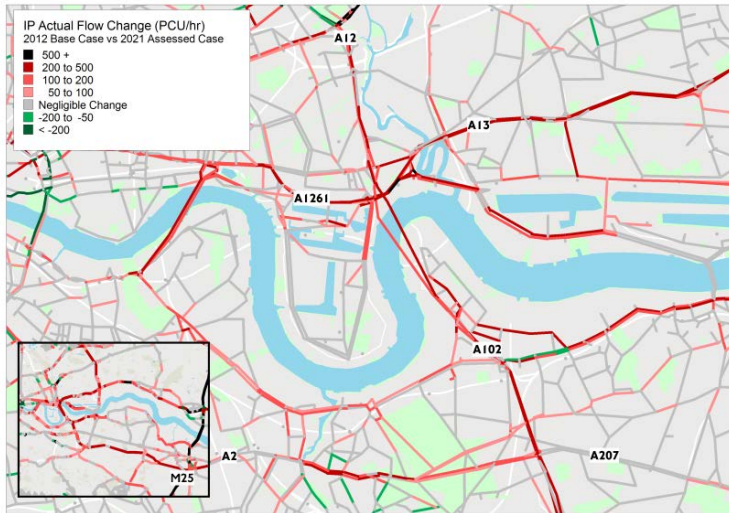 IP Actual Flow Change (PCU/hr)
2012 Base Case vs 2021 Assessed Case
500 +
200 to 500
100 to 200
50 to 100
Negligible Change
-200 to -50
< -200
A12
A13
A1261
A102
A2
A207
M25